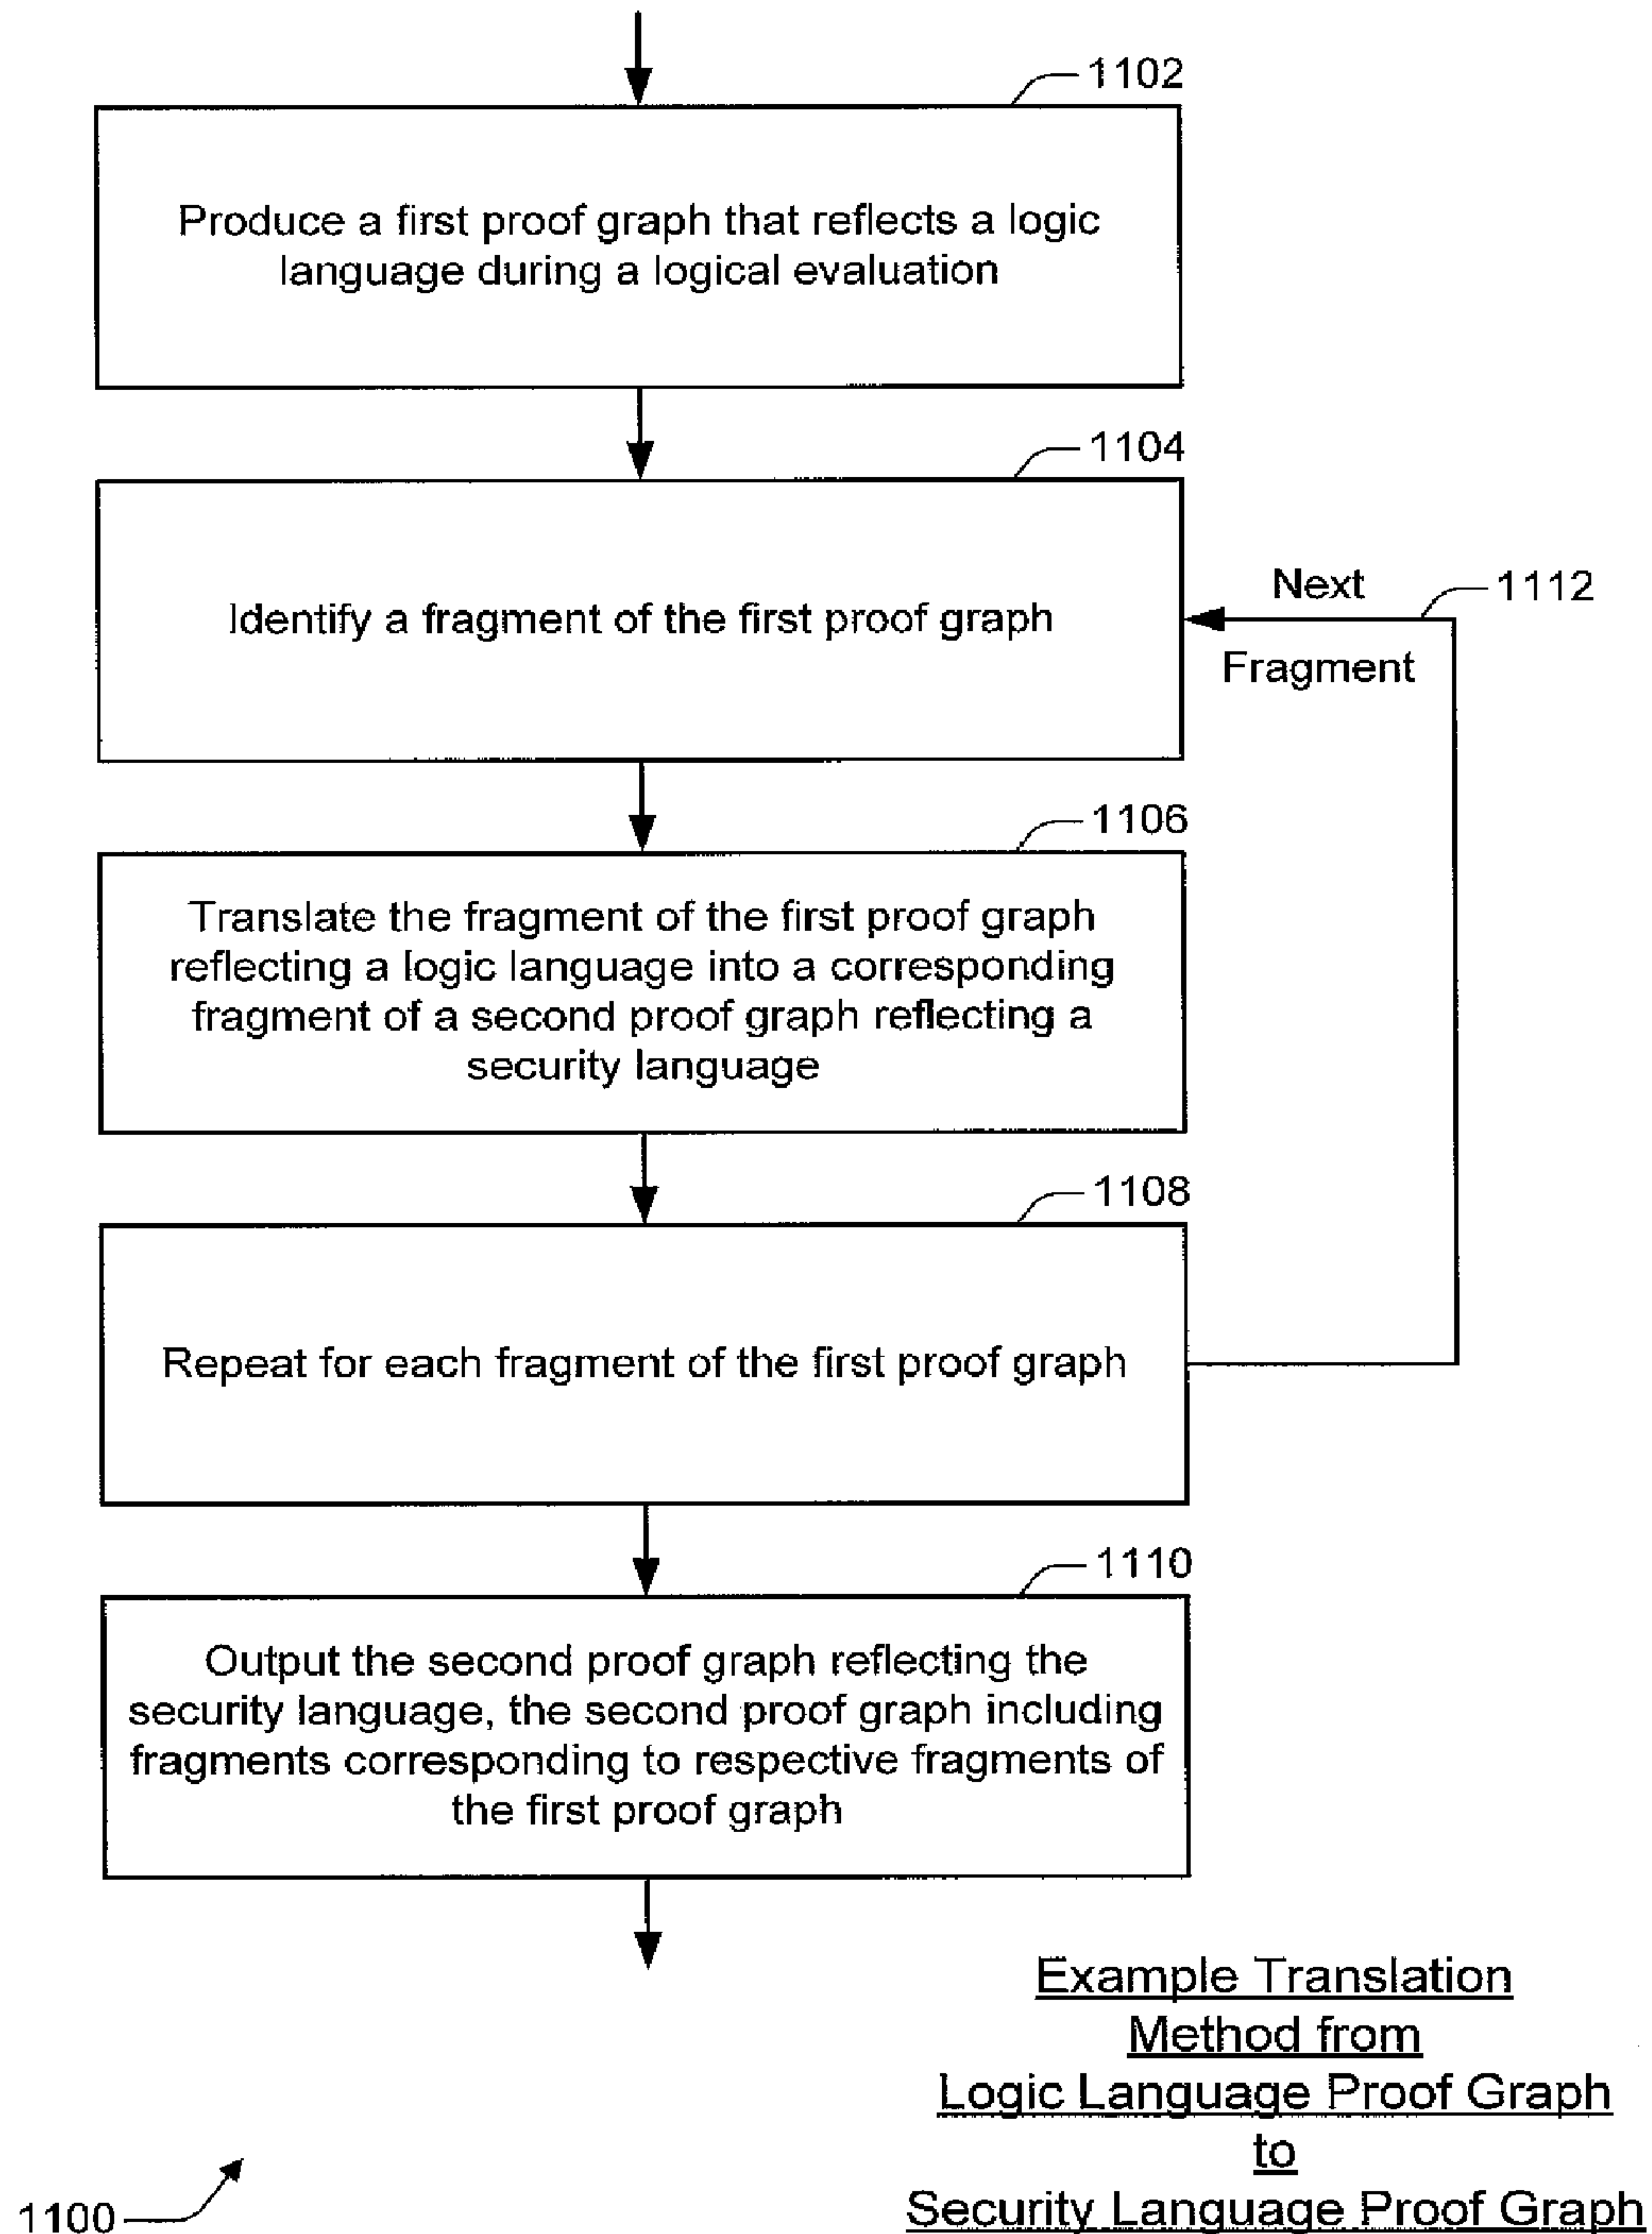 1102
Produce a first proof graph that reflects a logic
language during a logical evaluation
1104
Identify a fragment of the first proof graph
Next
1112
Fragment
1106
Translate the fragment of the first proof graph
reflecting a logic language into a corresponding
fragment of a second proof graph reflecting a
security language
1108
Repeat for each fragment of the first proof graph
1110
Output the second proof graph reflecting the
security language, the second proof graph including
fragments corresponding to respective fragments of
the first proof graph
Example Translation
Method from
Logic Language Proof Graph
to
Security Language Proof Graph
1100